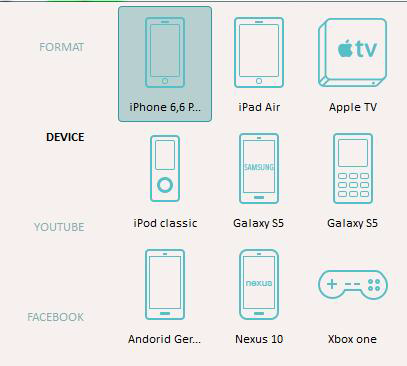 FORMAT
tv
iPhone 6,6 P...
iPad Air
Apple TV
DEVICE
SAMSUNG
iPod classic
Galaxy S5
Galaxy S5
YOUTUBE
nexus
FACEBOOK
Andorid Ger...
Nexus 10
Xbox one